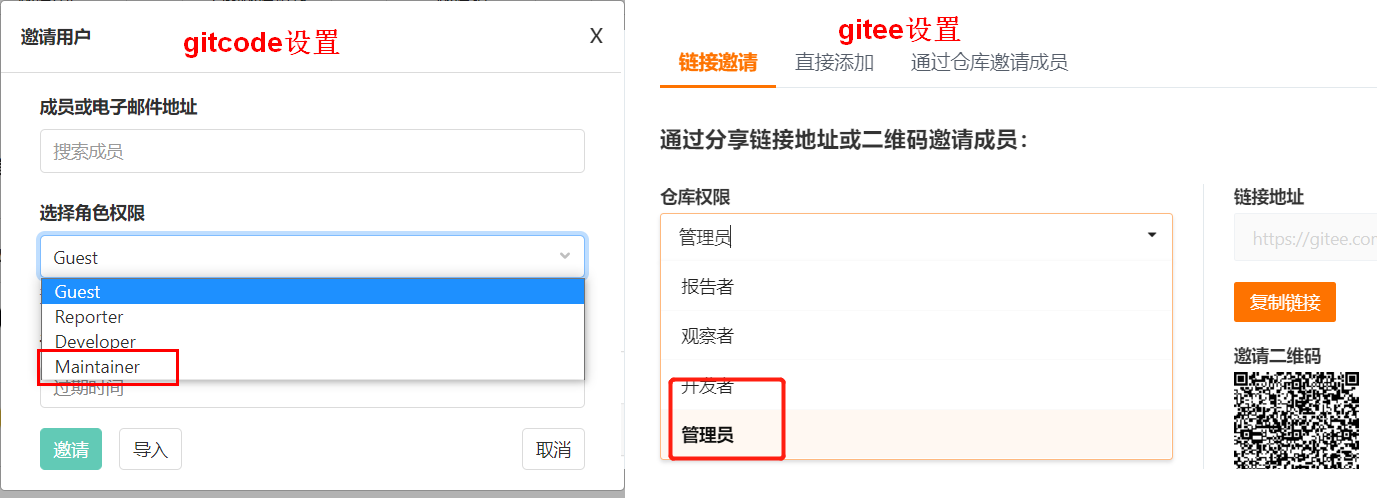 邀请用户
gitcode设置
X
成员或电子邮件地址
搜索成员
选择角色权限
Guest
Guest
Reporter
Developer
Maintainer
过期时间
邀请
导入
取消
gitee设置
链接邀请
直接添加
通过仓库邀请成员
通过分享链接地址或二维码邀请成员：
仓库权限
管理员
报告者
观察者
开发者
管理员
链接地址
https://gitee.con
复制链接
邀请二维码